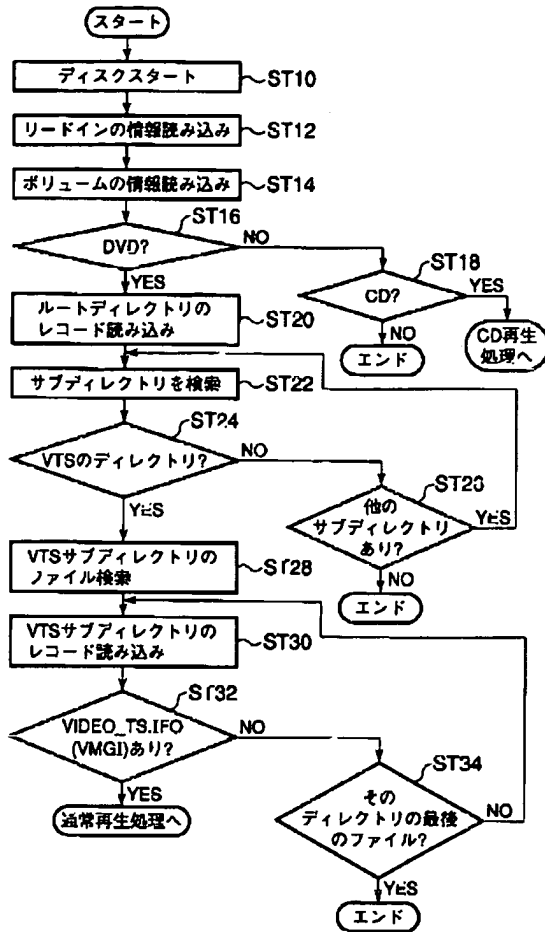 スタート
ディスクスタート
ST10
リードインの情報読み込み
ST12
ボリュームの情報読み込み
ST14
ST16
DVD?
NO
YES
ST18
CD?
YES
NO
エンド
CD再生
処理へ
ルートディレクトリの
レコード読み込み
ST20
サブディレクトリを検索
ST22
ST24
VTSのディレクトリ?
NO
YES
ST26
他の
サブディレクトリ
あり?
YES
NO
エンド
VTSサブディレクトリの
ファイル検索
ST28
VTSサブディレクトリの
レコード読み込み
ST30
ST32
VIDEO_TS.IFO
(VMGI)あり?
NO
YES
通常再生処理へ
ST34
その
ディレクトリの最後
のファイル?
NO
YES
エンド